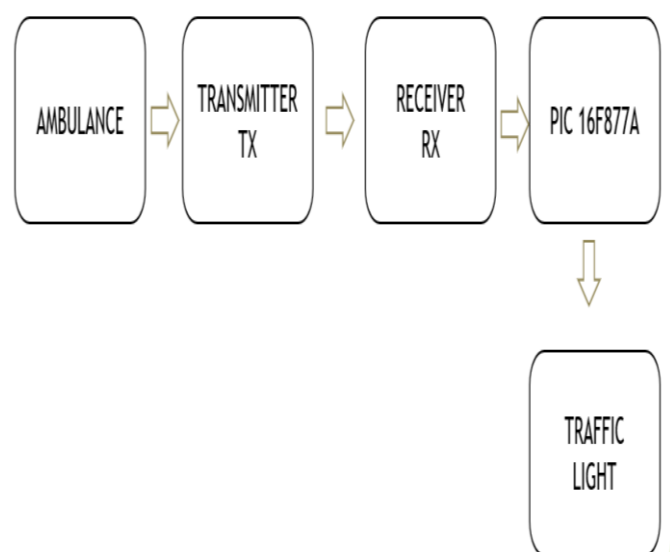 AMBULANCE
TRANSMITTER
TX
RECEIVER
RX
PIC 16F877A
TRAFFIC
LIGHT